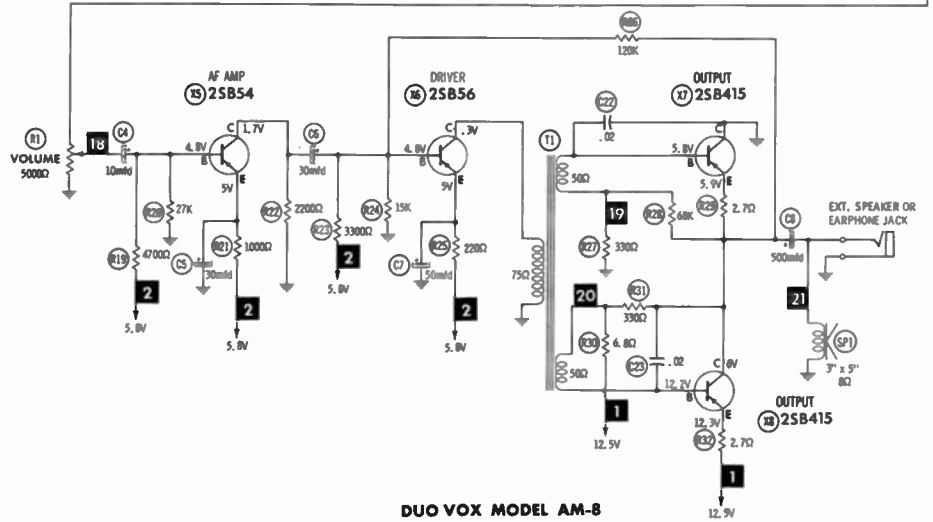 R86
120K
AF AMP
X5 2SB54
DRIVER
X6 2SB56
OUTPUT
X7 2SB415
C22
.02
R1
VOLUME
5000Ω
18
C4
10mfd
C
1.7V
4.8V
B
E
5V
C6
30mfd
C
.3V
4.8V
B
E
5V
T1
C
5.8V
B
E
5.9V
50Ω
R20
27K
R19
4700Ω
C5
30mfd
R21
1000Ω
R22
2200Ω
R23
3300Ω
R24
15K
C7
50mfd
R25
220Ω
75Ω
19
R27
330Ω
R28
68K
R29
2.7Ω
C8
500mfd
EXT. SPEAKER OR
EARPHONE JACK
2
5.8V
2
5.8V
2
5.8V
2
5.8V
20
R31
330Ω
R30
6.8Ω
C23
.02
50Ω
21
SP1
3" x 5"
8Ω
C
6V
12.2V
B
E
12.3V
OUTPUT
X8 2SB415
1
12.5V
R32
2.7Ω
1
12.5V
DUO VOX MODEL AM-8